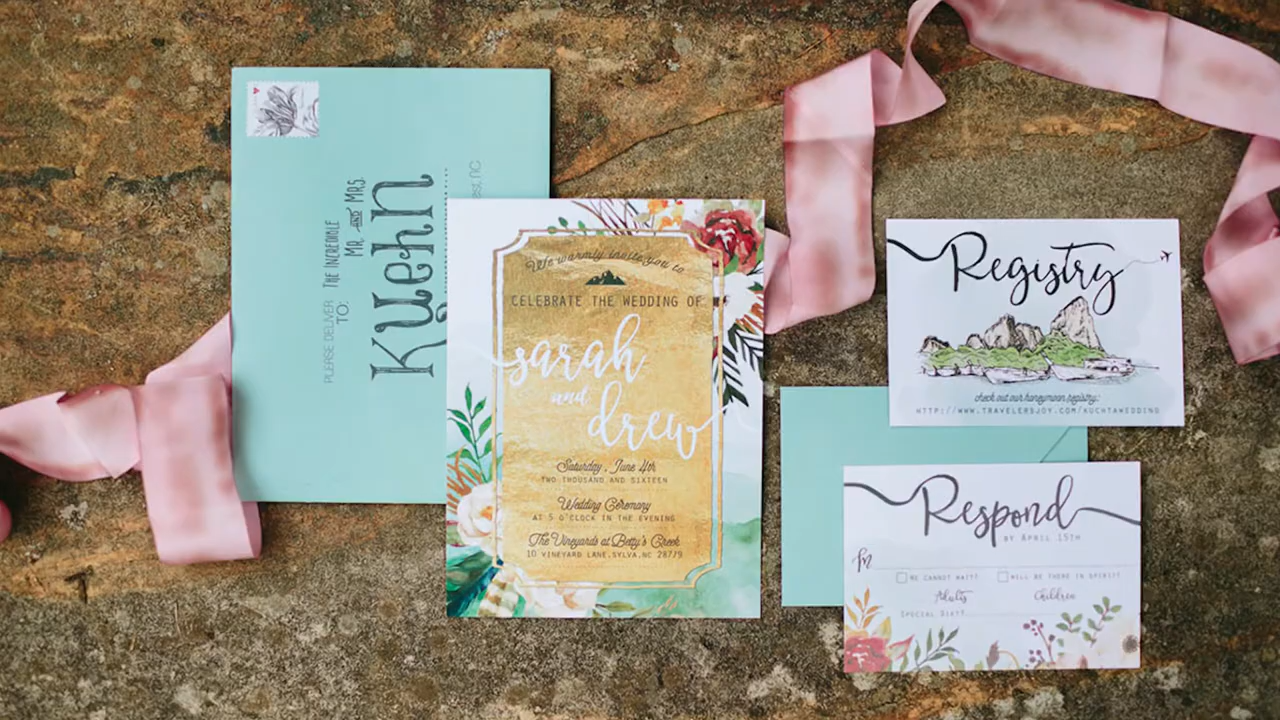 PLEASE DELIVER
TO:
THE INCREDIBLE
MR. AND MRS.
Kuehn
We warmly invite you to
CELEBRATE THE WEDDING OF
sarah
and
drew
Saturday, June 4th
TWO THOUSAND AND SIXTEEN
Wedding Ceremony
AT 5 O'CLOCK IN THE EVENING
The Vineyards at Betty's Creek
10 VINEYARD LANE, SYLVA, NC 28779
Registry
check out our honeymoon registry:
HTTP://WWW.TRAVELERSJOY.COM/KUCHTAWEDDING
Respond
BY APRIL 15TH
M
WE CANNOT WAIT! WILL BE THERE IN SPIRIT!
Adults Children
SPECIAL DIET?